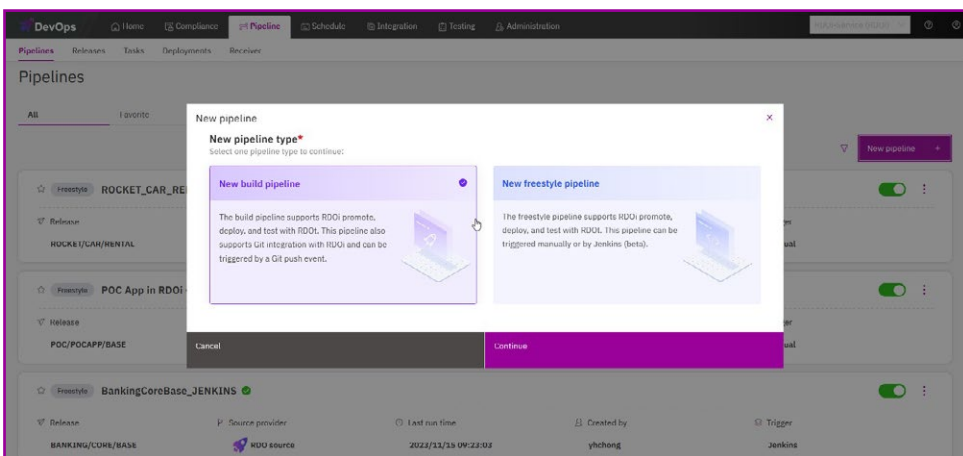 DevOps Home Compliance Pipeline Schedule Integration Testing Administration
Pipelines Releases Tasks Deployments Receiver
Pipelines
All Favorite
New pipeline
New pipeline type*
Select one pipeline type to continue:
New pipeline +
New build pipeline
New freestyle pipeline
Freestyle ROCKET_CAR_RE
The build pipeline supports RDOi promote,
deploy, and test with RDOt. This pipeline also
supports Git integration with RDOi and can be
triggered by a Git push event.
The freestyle pipeline supports RDOi promote,
deploy, and test with RDOt. This pipeline can be
triggered manually or by Jenkins (beta).
Release
ROCKET/CAR/RENTAL
ual
Freestyle POC App in RDOi
Release
POC/POCAPP/BASE
ual
Cancel
Continue
Freestyle BankingCoreBase_JENKINS
Release Source provider Last run time Created by Trigger
BANKING/CORE/BASE RDO source 2023/11/15 09:23:03 yhchong Jenkins